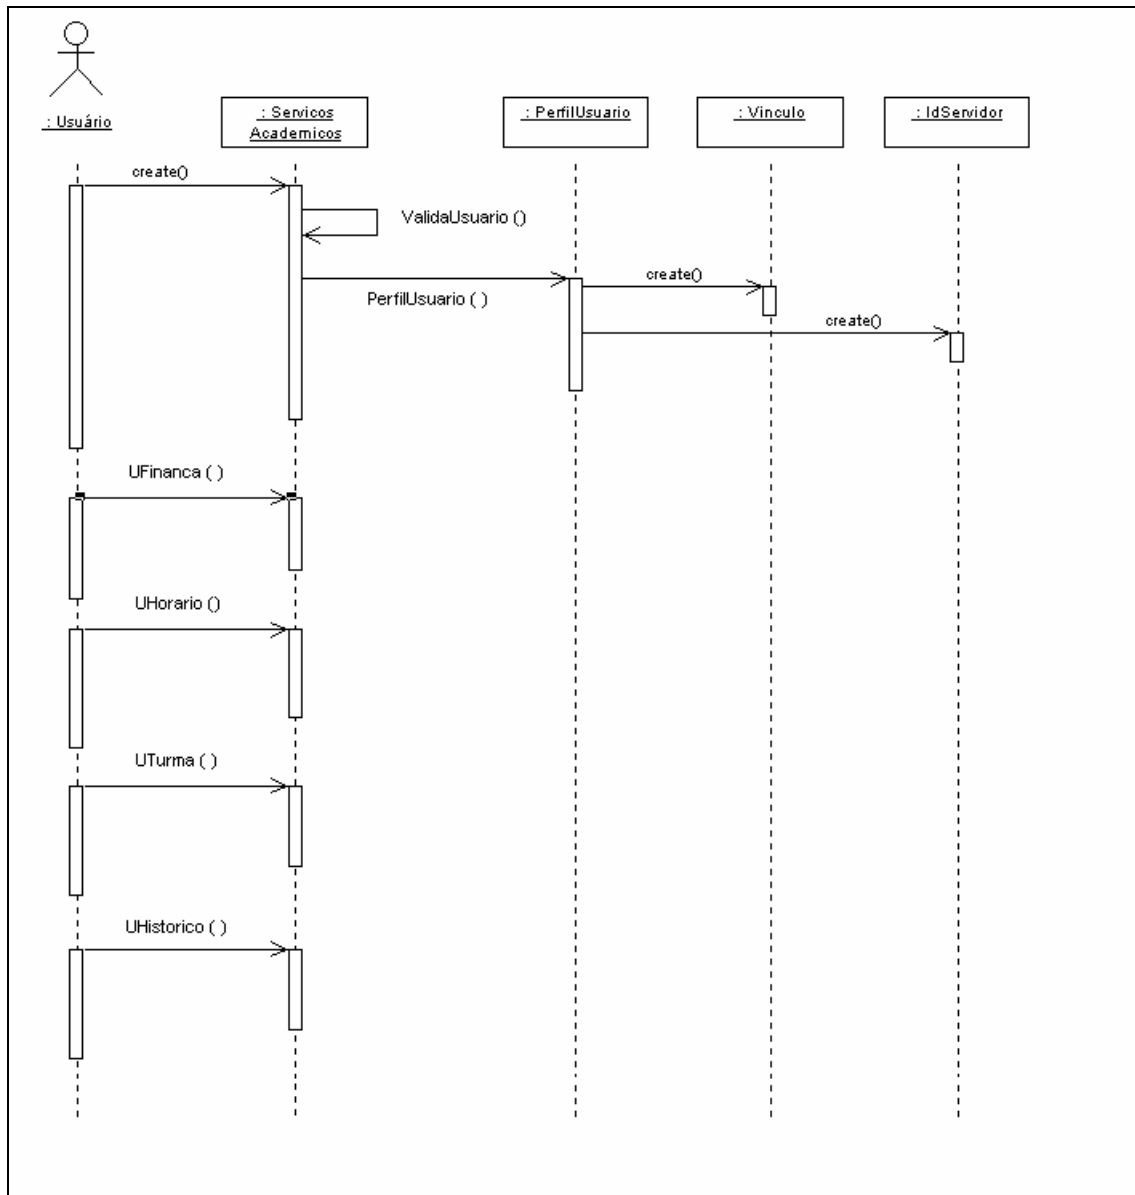 : Usuário
: Servicos
Academicos
: PerfilUsuario
: Vinculo
: IdServidor
create()
ValidaUsuario ()
PerfilUsuario ( )
create()
create()
UFinanca ( )
UHorario ()
UTurma ( )
UHistorico ( )